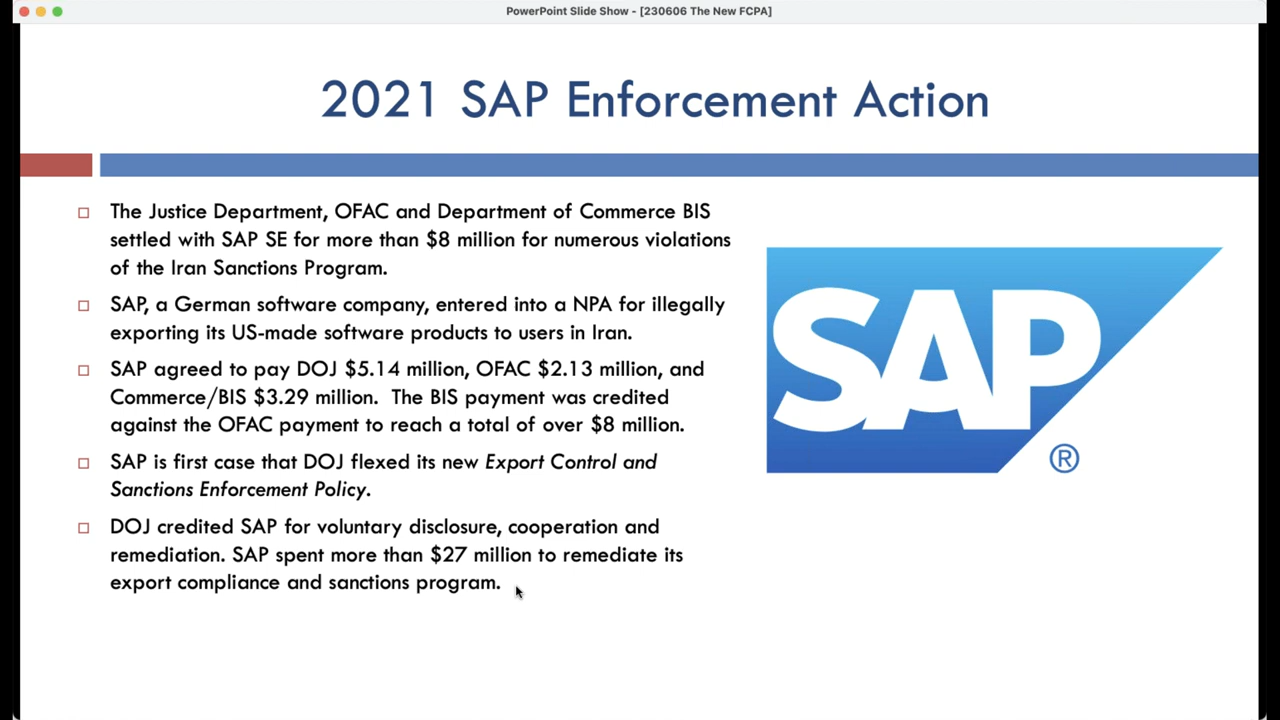 PowerPoint Slide Show - [230606 The New FCPA]
2021 SAP Enforcement Action
The Justice Department, OFAC and Department of Commerce BIS
settled with SAP SE for more than $8 million for numerous violations
of the Iran Sanctions Program.
SAP, a German software company, entered into a NPA for illegally
exporting its US-made software products to users in Iran.
SAP agreed to pay DOJ $5.14 million, OFAC $2.13 million, and
Commerce/BIS $3.29 million.  The BIS payment was credited
against the OFAC payment to reach a total of over $8 million.
SAP is first case that DOJ flexed its new Export Control and
Sanctions Enforcement Policy.
DOJ credited SAP for voluntary disclosure, cooperation and
remediation. SAP spent more than $27 million to remediate its
export compliance and sanctions program.
SAP
®